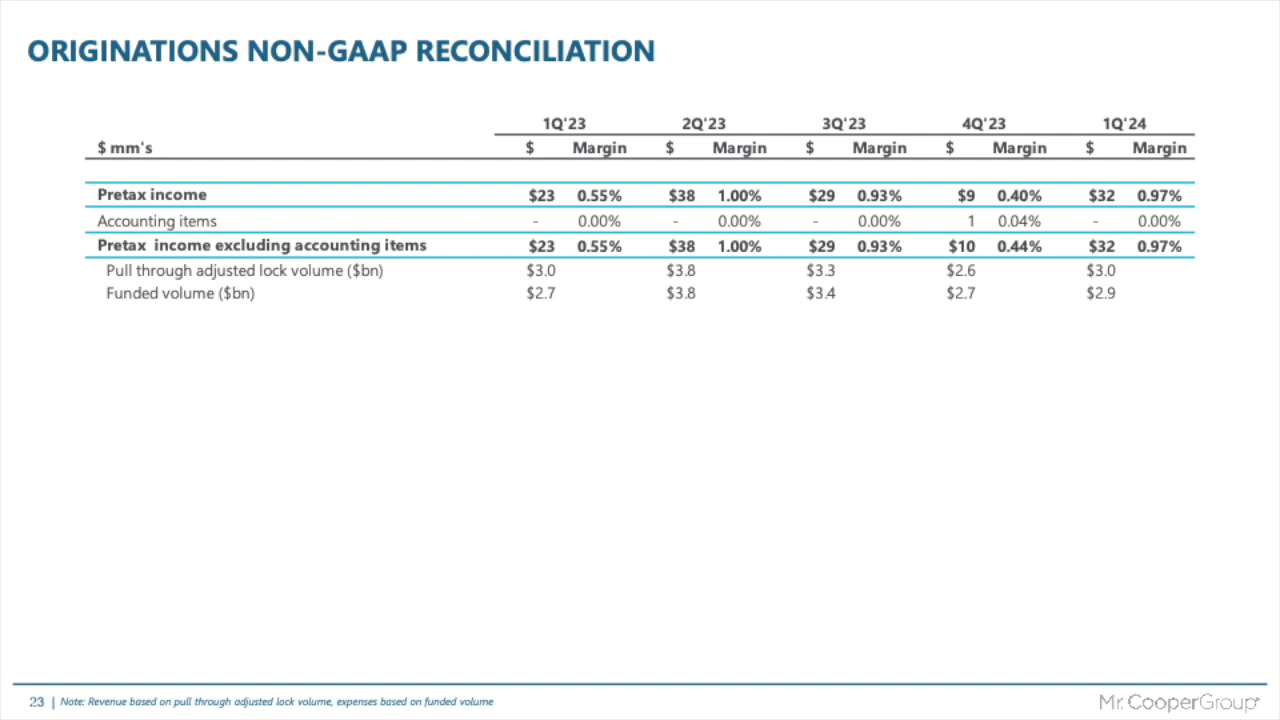 ORIGINATIONS NON-GAAP RECONCILIATION
1Q'23 2Q'23 3Q'23 4Q'23 1Q'24
$ mm's $ Margin $ Margin $ Margin $ Margin $ Margin
Pretax income $23 0.55% $38 1.00% $29 0.93% $9 0.40% $32 0.97%
Accounting items - 0.00% - 0.00% - 0.00% 1 0.04% - 0.00%
Pretax income excluding accounting items $23 0.55% $38 1.00% $29 0.93% $10 0.44% $32 0.97%
Pull through adjusted lock volume ($bn) $3.0 $3.8 $3.3 $2.6 $3.0
Funded volume ($bn) $2.7 $3.8 $3.4 $2.7 $2.9
23 | Note: Revenue based on pull through adjusted lock volume, expenses based on funded volume
Mr. CooperGroup